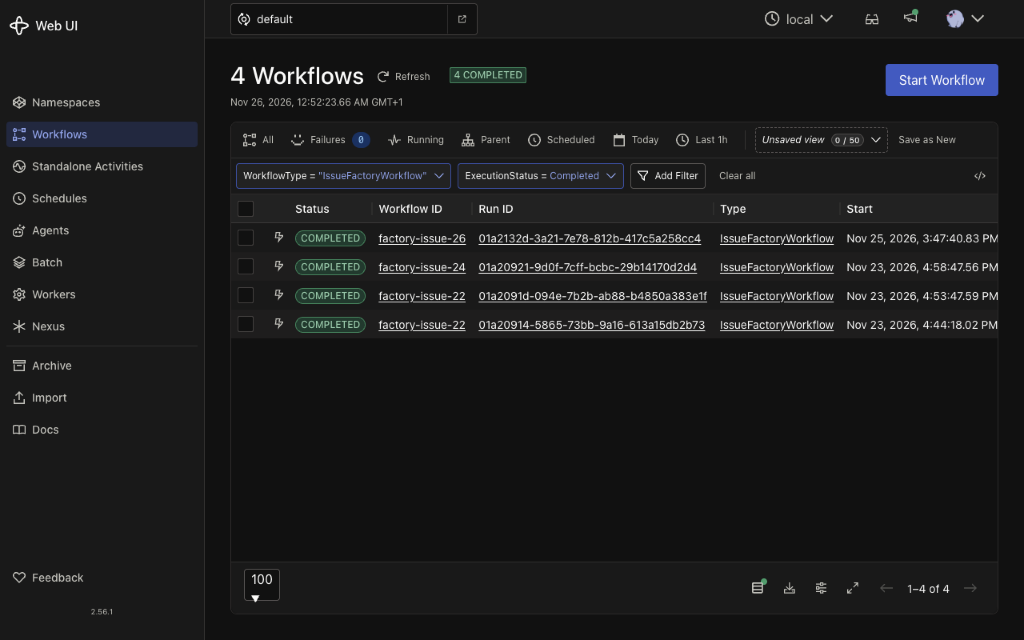 Web UI
default
local
Namespaces
Workflows
Standalone Activities
Schedules
Agents
Batch
Workers
Nexus
Archive
Import
Docs
Feedback
2.56.1
4 Workflows
Refresh
4 COMPLETED
Start Workflow
Nov 26, 2026, 12:52:23.66 AM GMT+1
All
Failures 0
Running
Parent
Scheduled
Today
Last 1h
Unsaved view 0 / 50
Save as New
WorkflowType = "IssueFactoryWorkflow"
ExecutionStatus = Completed
Add Filter
Clear all
</>
Status Workflow ID Run ID Type Start
COMPLETED factory-issue-26 01a2132d-3a21-7e78-812b-417c5a258cc4 IssueFactoryWorkflow Nov 25, 2026, 3:47:40.83 PM
COMPLETED factory-issue-24 01a20921-9d0f-7cff-bcbc-29b14170d2d4 IssueFactoryWorkflow Nov 23, 2026, 4:58:47.56 PM
COMPLETED factory-issue-22 01a2091d-094e-7b2b-ab88-b4850a383e1f IssueFactoryWorkflow Nov 23, 2026, 4:53:47.59 PM
COMPLETED factory-issue-22 01a20914-5865-73bb-9a16-613a15db2b73 IssueFactoryWorkflow Nov 23, 2026, 4:44:18.02 PM
100
1–4 of 4